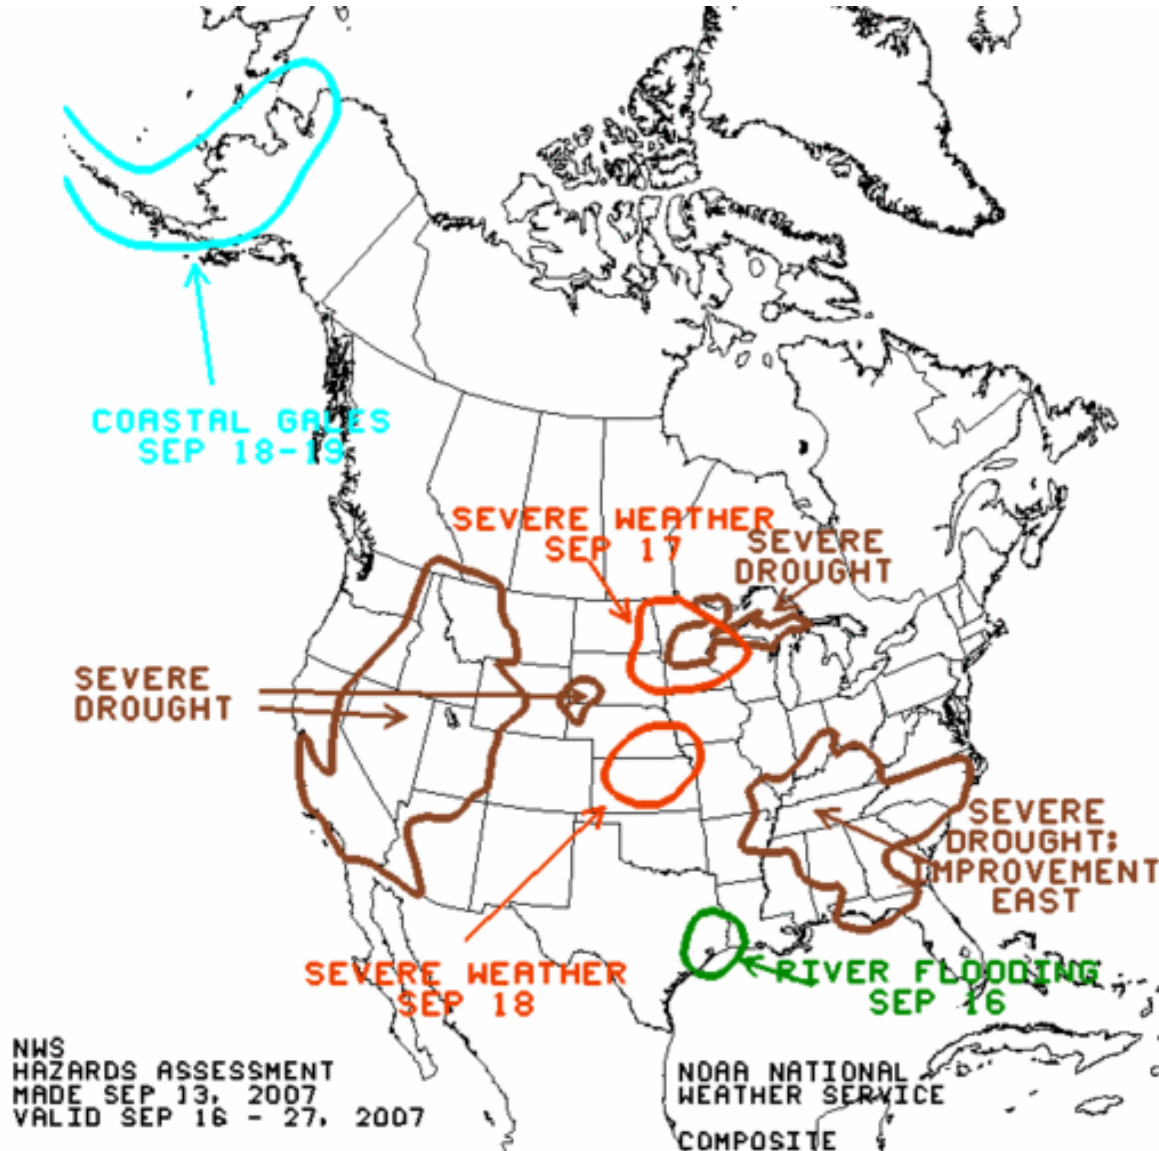 COASTAL GALES
SEP 18-19
SEVERE WEATHER
SEP 17
SEVERE
DROUGHT
SEVERE
DROUGHT
SEVERE
DROUGHT;
IMPROVEMENT
EAST
SEVERE WEATHER
SEP 18
RIVER FLOODING
SEP 16
NWS
HAZARDS ASSESSMENT
MADE SEP 13, 2007
VALID SEP 16 - 27, 2007
NOAA NATIONAL
WEATHER SERVICE
COMPOSITE